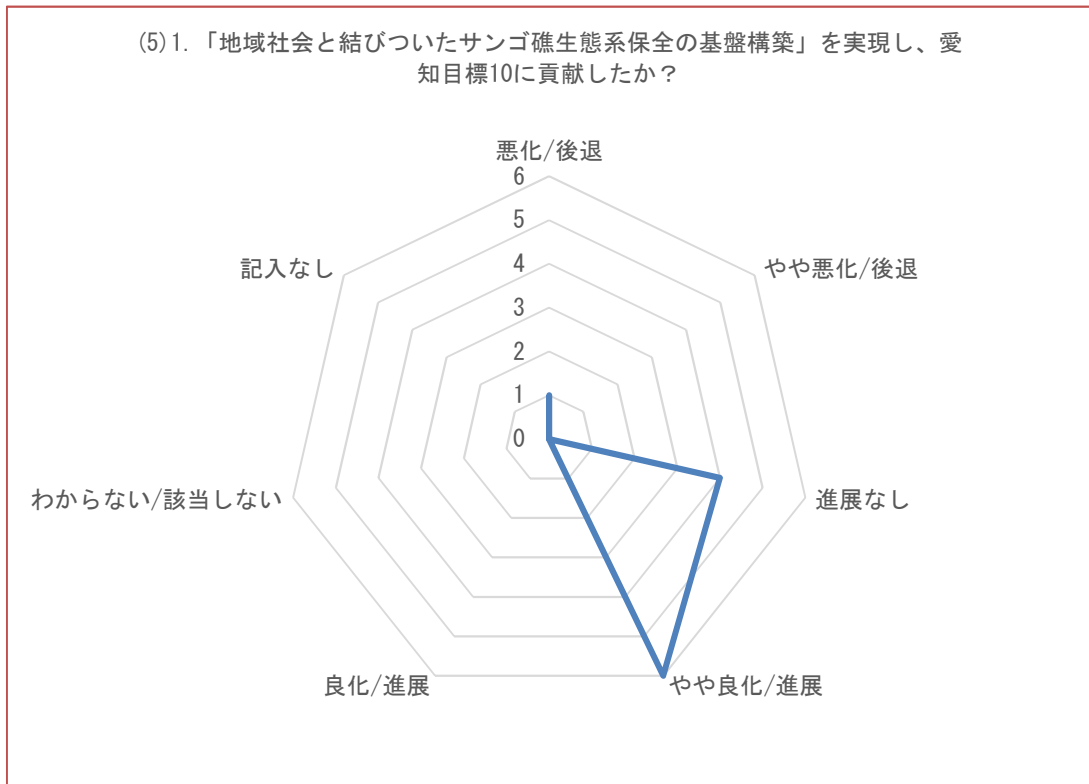 (5)1.「地域社会と結びついたサンゴ礁生態系保全の基盤構築」を実現し、愛
知目標10に貢献したか？
悪化/後退
6
5
4
3
2
1
0
やや悪化/後退
進展なし
やや良化/進展
良化/進展
わからない/該当しない
記入なし